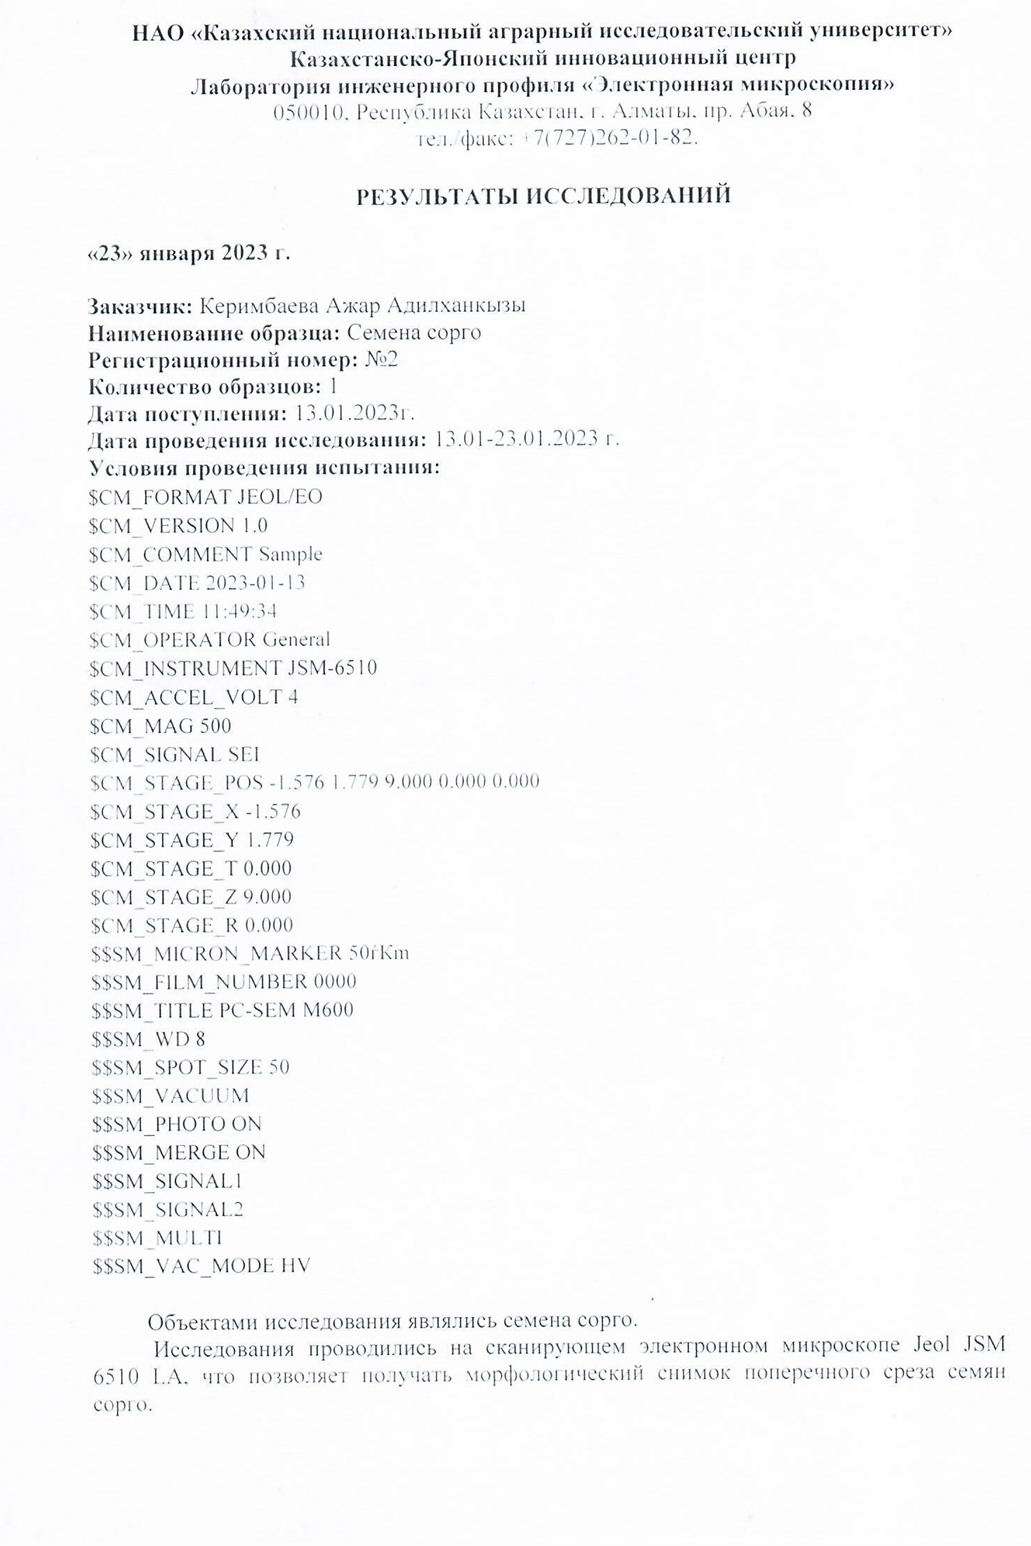 НАО «Казахский национальный аграрный исследовательский университет»
Казахстанско-Японский инновационный центр
Лаборатория инженерного профиля «Электронная микроскопия»
050010, Республика Казахстан, г. Алматы, пр. Абая, 8
тел./факс: +7(727)262-01-82.
РЕЗУЛЬТАТЫ ИССЛЕДОВАНИЙ
«23» января 2023 г.
Заказчик: Керимбаева Ажар Адилханкызы
Наименование образца: Семена сорго
Регистрационный номер: №2
Количество образцов: 1
Дата поступления: 13.01.2023г.
Дата проведения исследования: 13.01-23.01.2023 г.
Условия проведения испытания:
$CM_FORMAT JEOL/EO
$CM_VERSION 1.0
$CM_COMMENT Sample
$CM_DATE 2023-01-13
$CM_TIME 11:49:34
$CM_OPERATOR General
$CM_INSTRUMENT JSM-6510
$CM_ACCEL_VOLT 4
$CM_MAG 500
$CM_SIGNAL SEI
$CM_STAGE_POS -1.576 1.779 9.000 0.000 0.000
$CM_STAGE_X -1.576
$CM_STAGE_Y 1.779
$CM_STAGE_T 0.000
$CM_STAGE_Z 9.000
$CM_STAGE_R 0.000
$$SM_MICRON_MARKER 50ѓКm
$$SM_FILM_NUMBER 0000
$$SM_TITLE PC-SEM M600
$$SM_WD 8
$$SM_SPOT_SIZE 50
$$SM_VACUUM
$$SM_PHOTO ON
$$SM_MERGE ON
$$SM_SIGNAL1
$$SM_SIGNAL2
$$SM_MULTI
$$SM_VAC_MODE HV
Объектами исследования являлись семена сорго.
Исследования проводились на сканирующем электронном микроскопе Jeol JSM
6510 LA, что позволяет получать морфологический снимок поперечного среза семян
сорго.